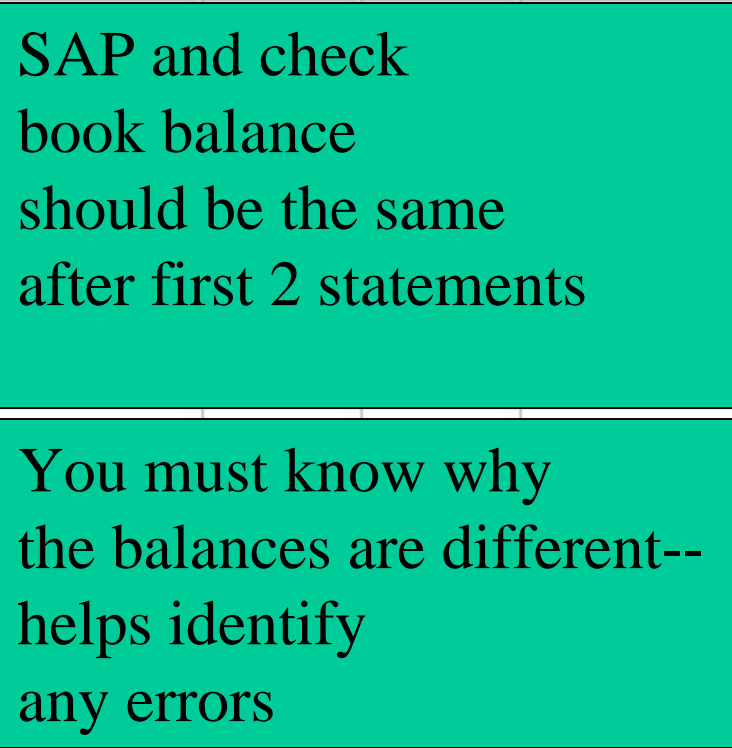 SAP and check
book balance
should be the same
after first 2 statements
You must know why
the balances are different--
helps identify
any errors